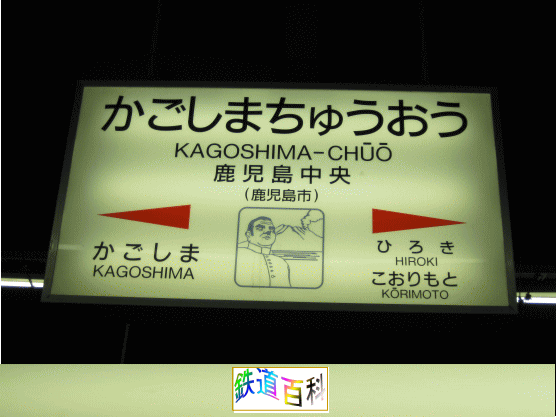 かごしまちゅうおう
KAGOSHIMA-CHŪŌ
鹿児島中央
(鹿児島市)
かごしま
KAGOSHIMA
ひろき
HIROKI
こおりもと
KŌRIMOTO
鉄道百科